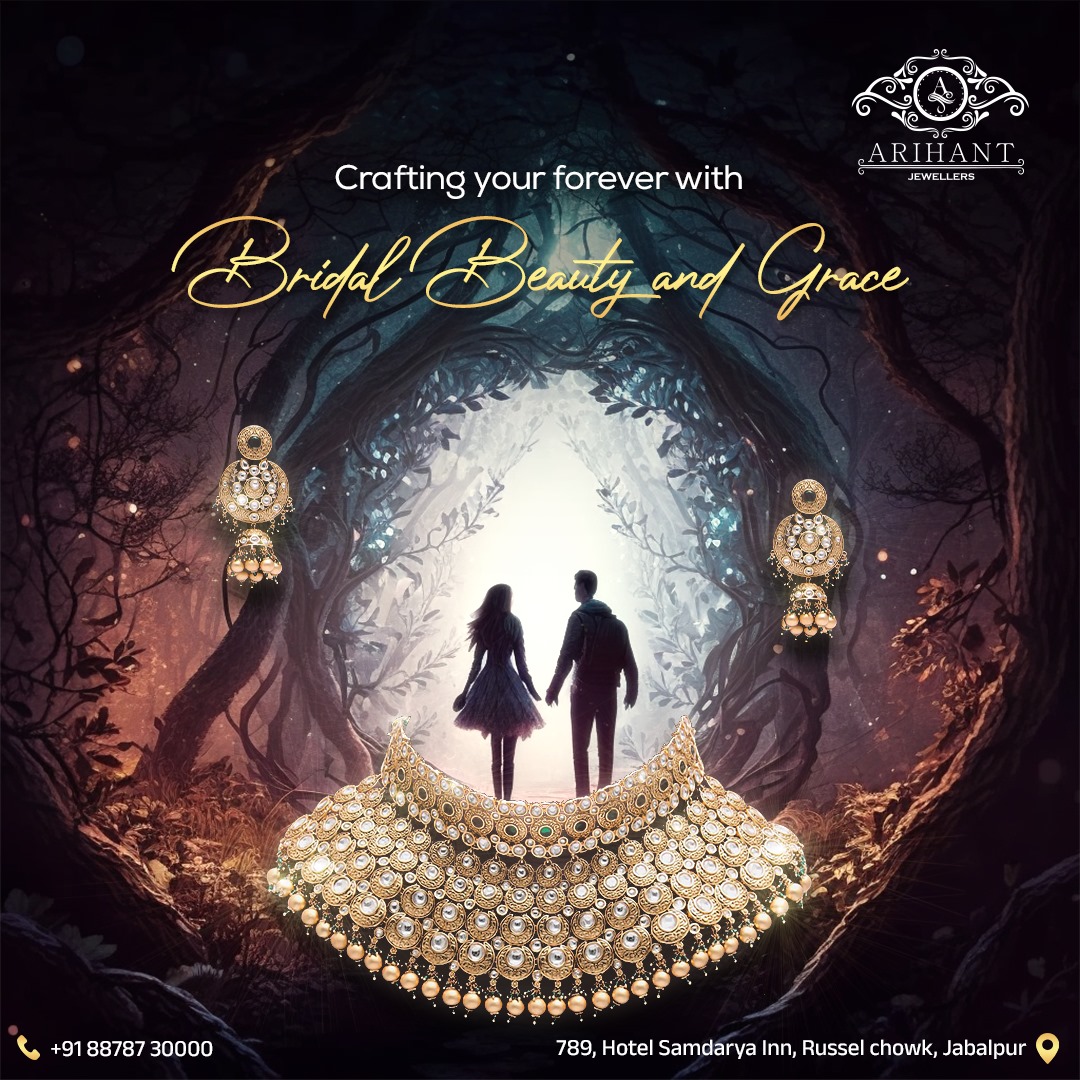 ARIHANT
JEWELLERS
Crafting your forever with
Bridal Beauty and Grace
+91 88787 30000
789, Hotel Samdarya Inn, Russel chowk, Jabalpur